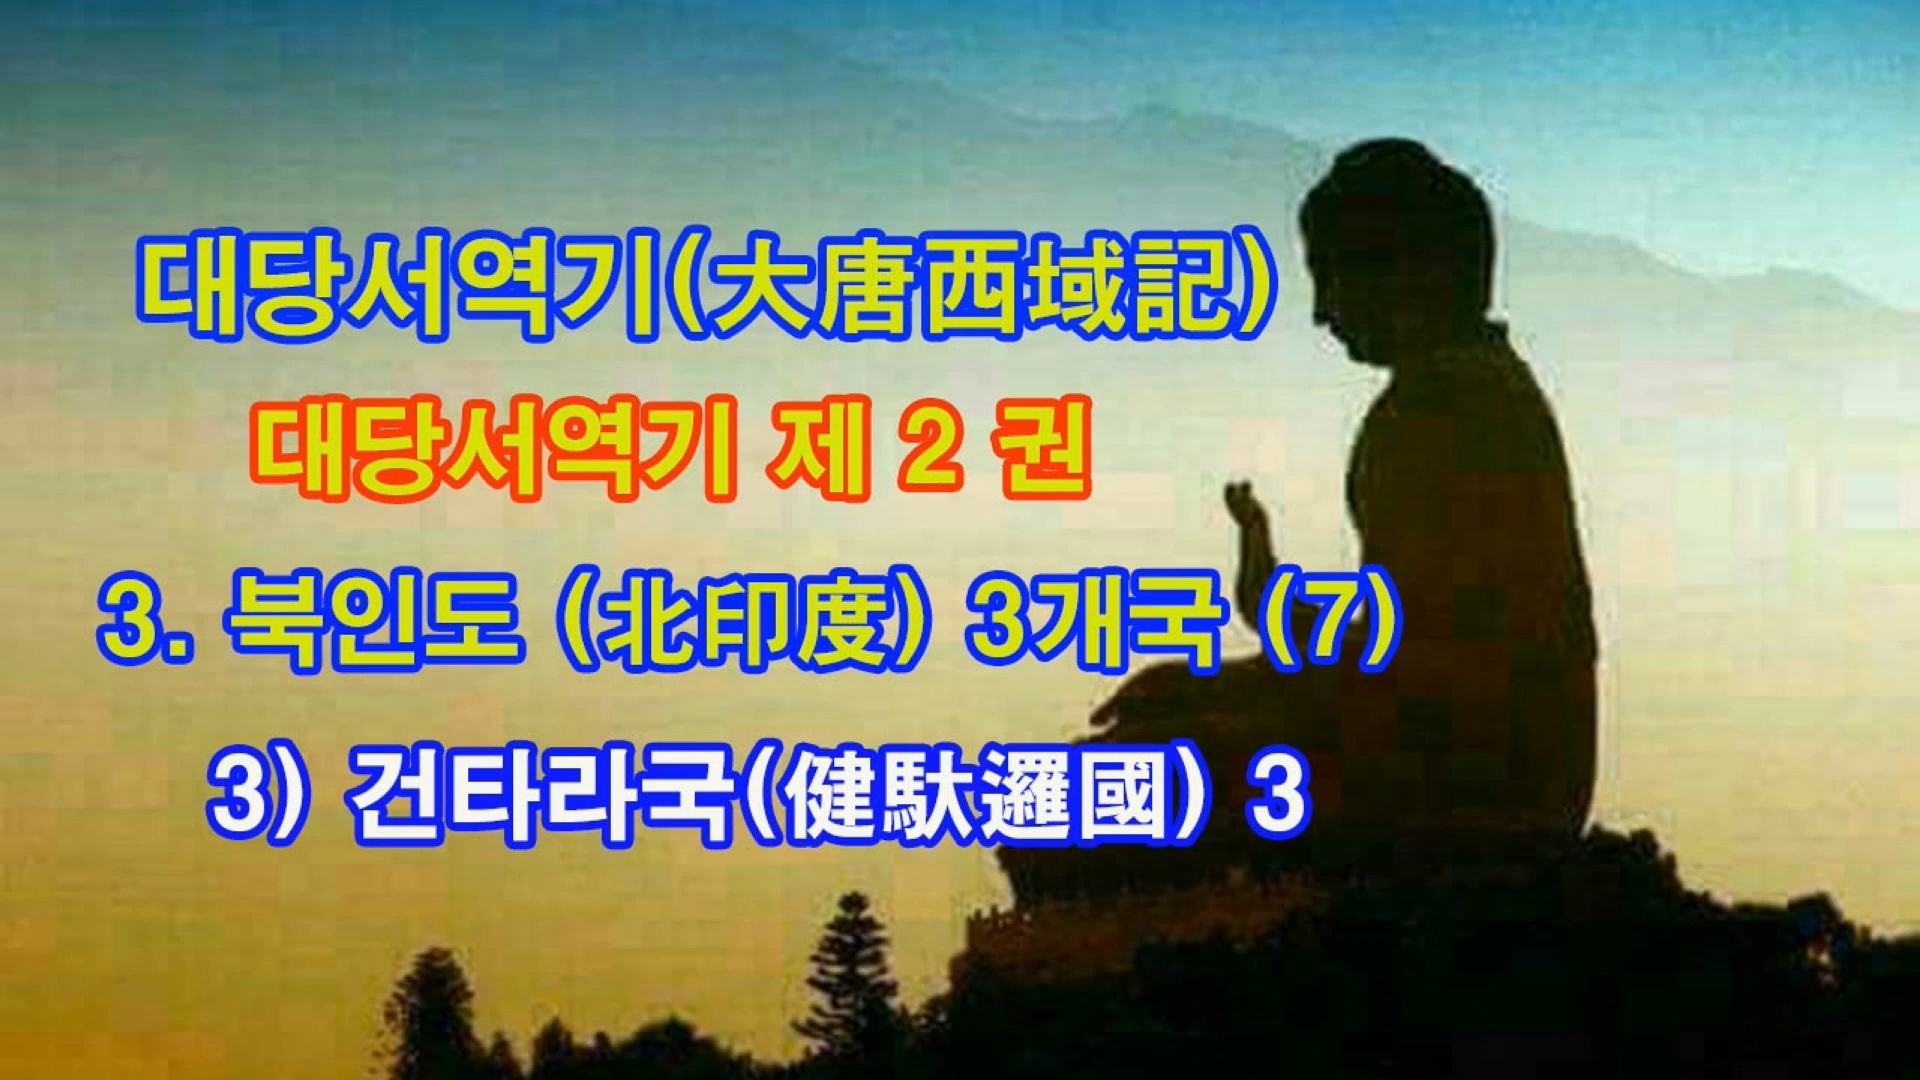 대당서역기(大唐西域記)
대당서역기 제 2 권
3. 북인도 (北印度) 3개국 (7)
3) 건타라국(健馱邏國) 3